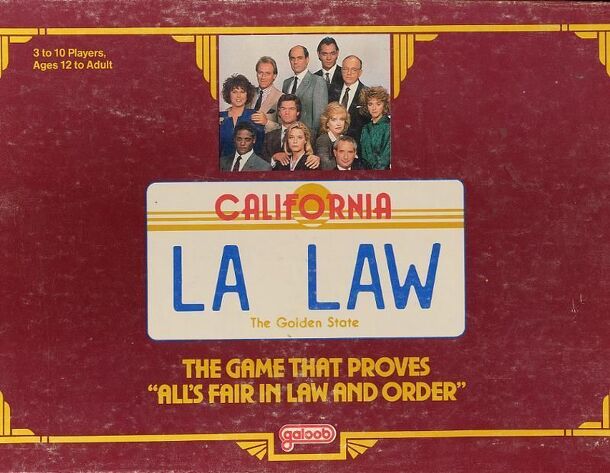 3 to 10 Players,
Ages 12 to Adult
CALIFORNIA
LA LAW
The Golden State
THE GAME THAT PROVES
"ALL'S FAIR IN LAW AND ORDER"
galoob